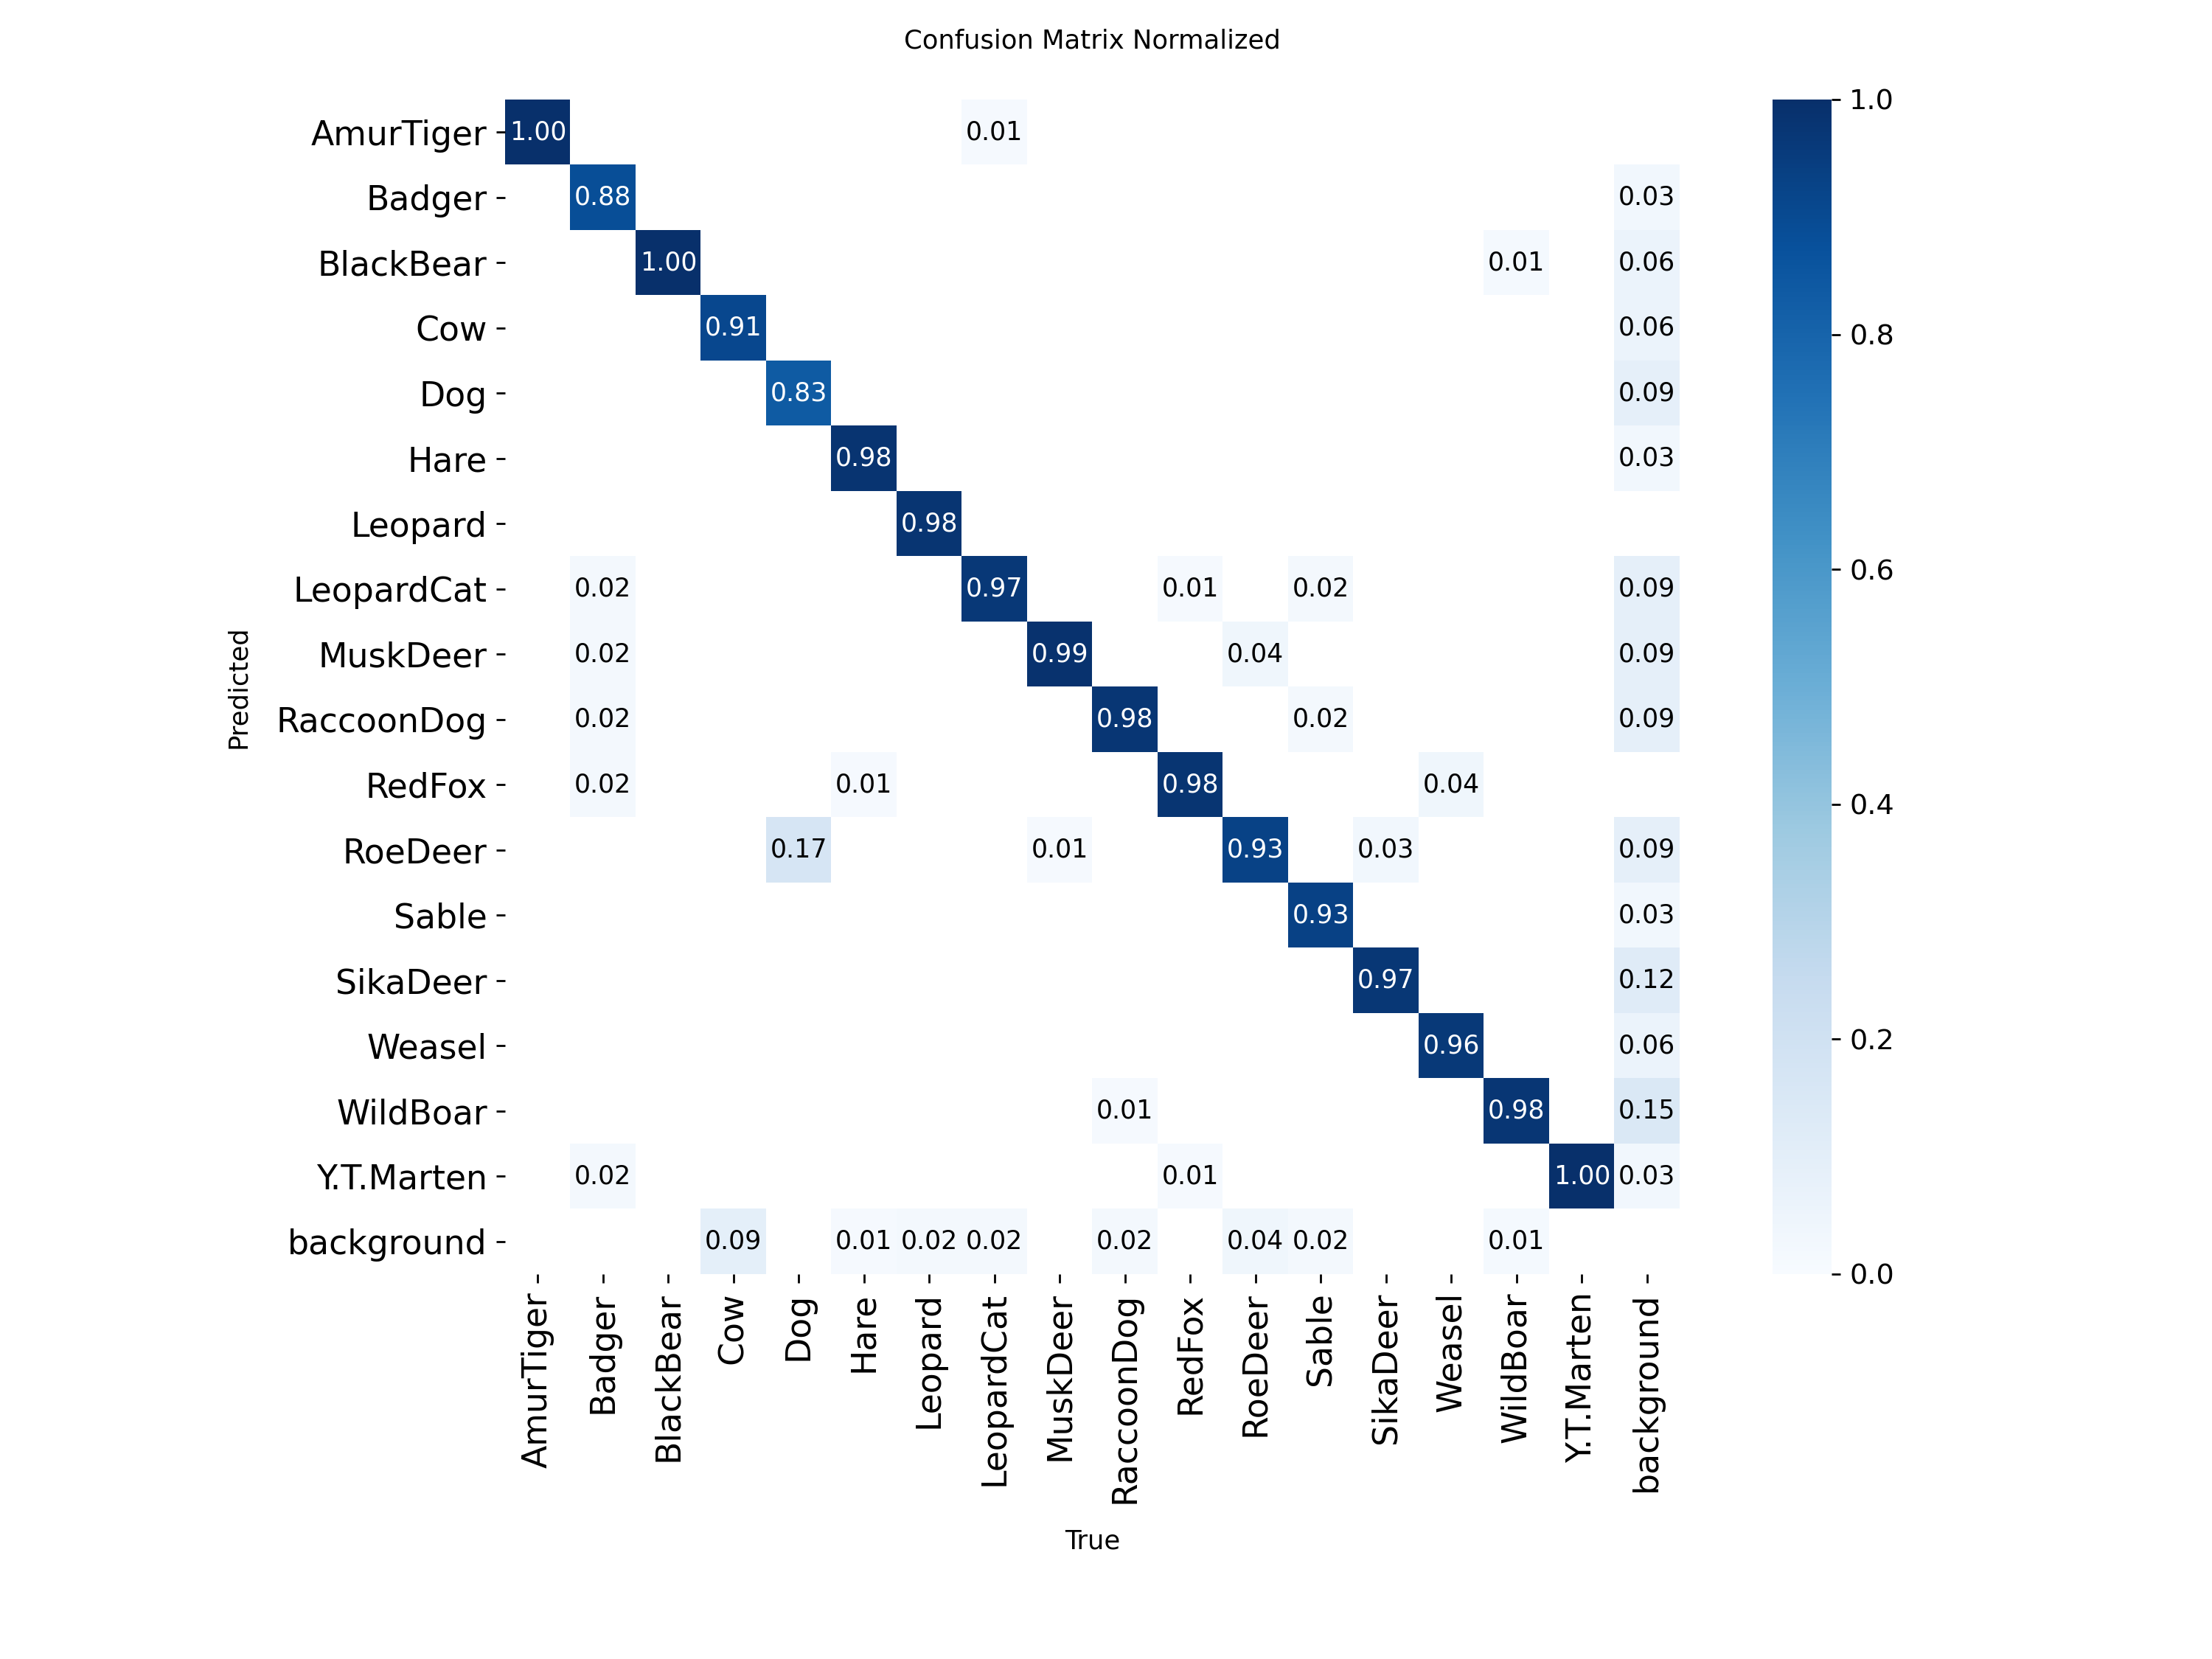 Confusion Matrix Normalized
AmurTiger 1.00 0.01
Badger 0.88 0.03
BlackBear 1.00 0.01 0.06
Cow 0.91 0.06
Dog 0.83 0.09
Hare 0.98 0.03
Leopard 0.98
LeopardCat 0.02 0.97 0.01 0.02 0.09
MuskDeer 0.02 0.99 0.04 0.09
RaccoonDog 0.02 0.98 0.02 0.09
RedFox 0.02 0.01 0.98 0.04
RoeDeer 0.17 0.01 0.93 0.03 0.09
Sable 0.93 0.03
SikaDeer 0.97 0.12
Weasel 0.96 0.06
WildBoar 0.01 0.98 0.15
Y.T.Marten 0.02 0.01 1.00 0.03
background 0.09 0.01 0.02 0.02 0.02 0.04 0.02 0.01
Predicted
AmurTiger
Badger
BlackBear
Cow
Dog
Hare
Leopard
LeopardCat
MuskDeer
RaccoonDog
RedFox
RoeDeer
Sable
SikaDeer
Weasel
WildBoar
Y.T.Marten
background
True
1.0
0.8
0.6
0.4
0.2
0.0